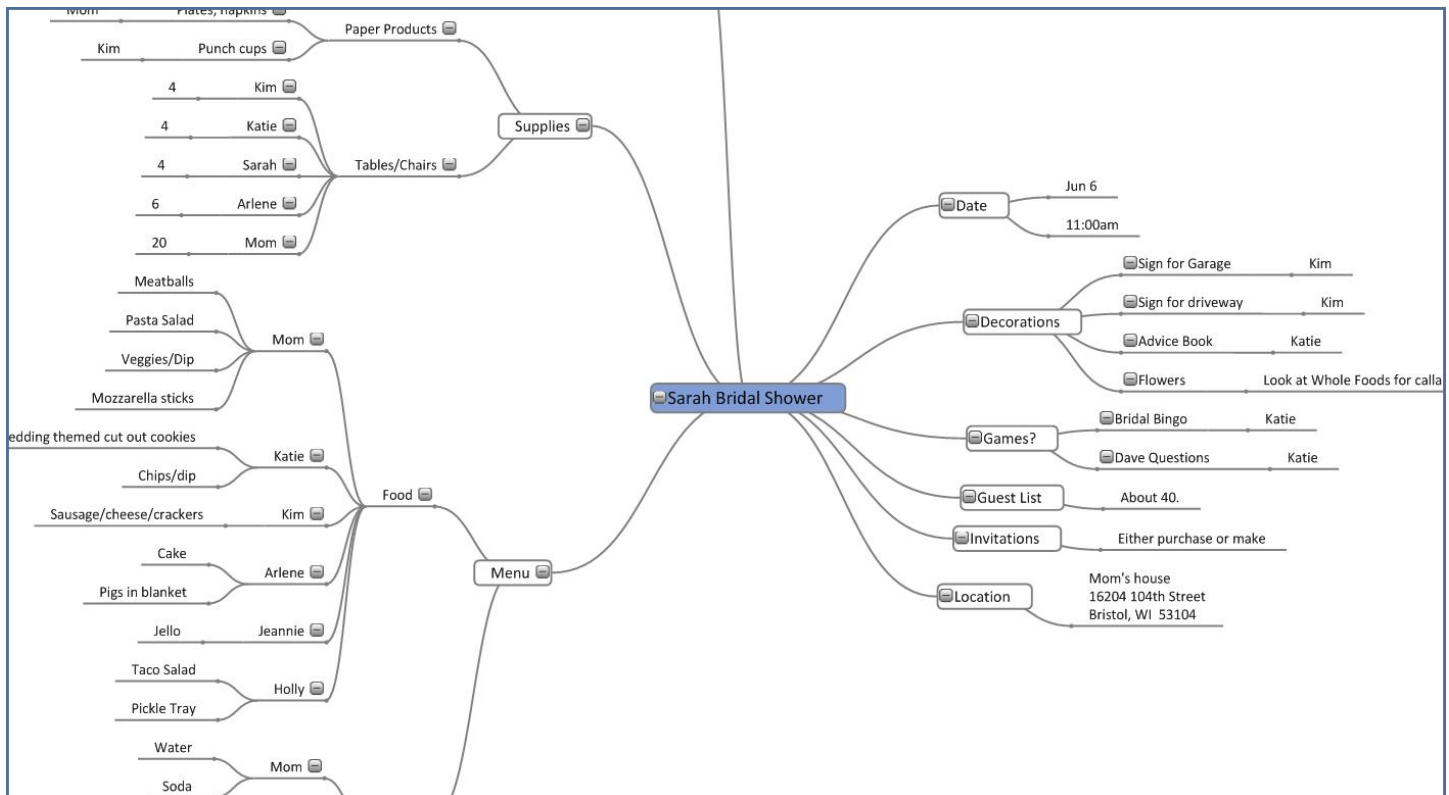 Mom
Plates, napkins
Paper Products
Kim
Punch cups
4
Kim
4
Katie
Supplies
4
Sarah
Tables/Chairs
6
Arlene
20
Mom
Meatballs
Pasta Salad
Mom
Veggies/Dip
Mozzarella sticks
edding themed cut out cookies
Katie
Chips/dip
Food
Sausage/cheese/crackers
Kim
Cake
Arlene
Pigs in blanket
Menu
Jello
Jeannie
Taco Salad
Holly
Pickle Tray
Water
Mom
Soda
Sarah Bridal Shower
Date
Jun 6
11:00am
Decorations
Sign for Garage
Kim
Sign for driveway
Kim
Advice Book
Katie
Flowers
Look at Whole Foods for calla
Games?
Bridal Bingo
Katie
Dave Questions
Katie
Guest List
About 40.
Invitations
Either purchase or make
Location
Mom's house
16204 104th Street
Bristol, WI  53104